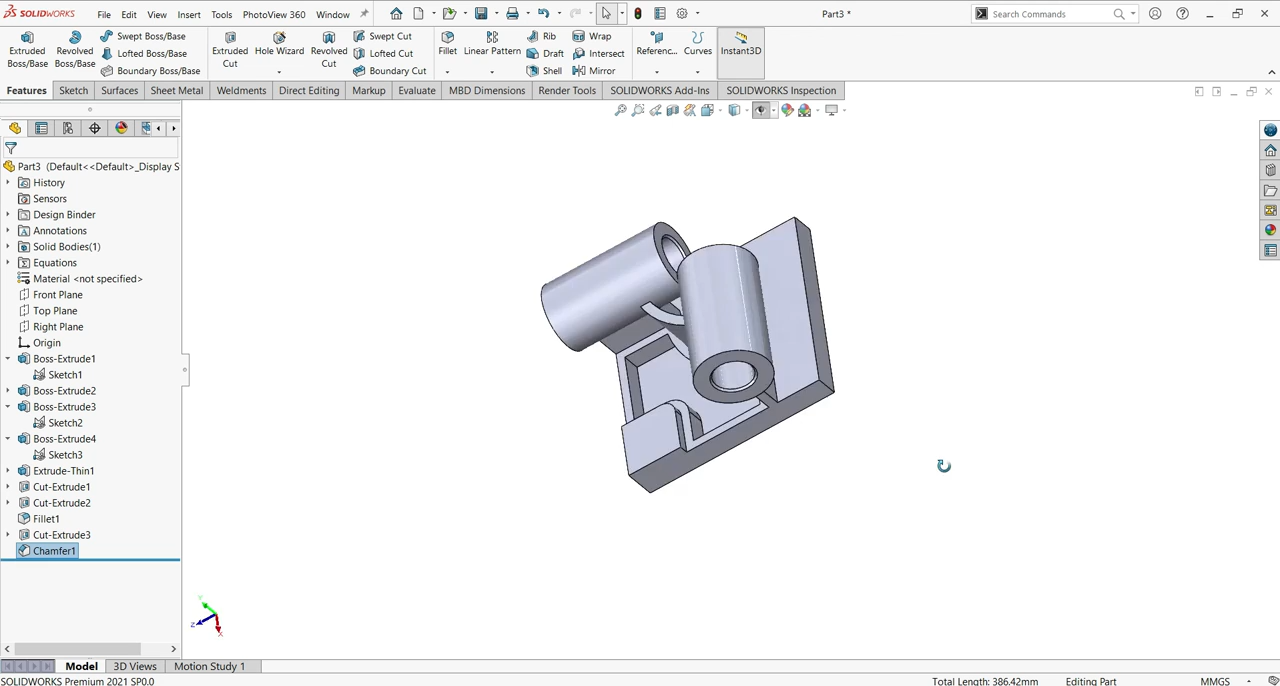 SOLIDWORKS File Edit View Insert Tools PhotoView 360 Window Part3 * Search Commands
Extruded Boss/Base
Revolved Boss/Base
Swept Boss/Base
Lofted Boss/Base
Boundary Boss/Base
Extruded Cut
Hole Wizard
Revolved Cut
Swept Cut
Lofted Cut
Boundary Cut
Fillet
Linear Pattern
Rib
Draft
Shell
Wrap
Intersect
Mirror
Referenc...
Curves
Instant3D
Features Sketch Surfaces Sheet Metal Weldments Direct Editing Markup Evaluate MBD Dimensions Render Tools SOLIDWORKS Add-Ins SOLIDWORKS Inspection
Part3 (Default<<Default>_Display S
History
Sensors
Design Binder
Annotations
Solid Bodies(1)
Equations
Material <not specified>
Front Plane
Top Plane
Right Plane
Origin
Boss-Extrude1
Sketch1
Boss-Extrude2
Boss-Extrude3
Sketch2
Boss-Extrude4
Sketch3
Extrude-Thin1
Cut-Extrude1
Cut-Extrude2
Fillet1
Cut-Extrude3
Chamfer1
Y
Z
X
Model 3D Views Motion Study 1
SOLIDWORKS Premium 2021 SP0.0 Total Length: 386.42mm Editing Part MMGS